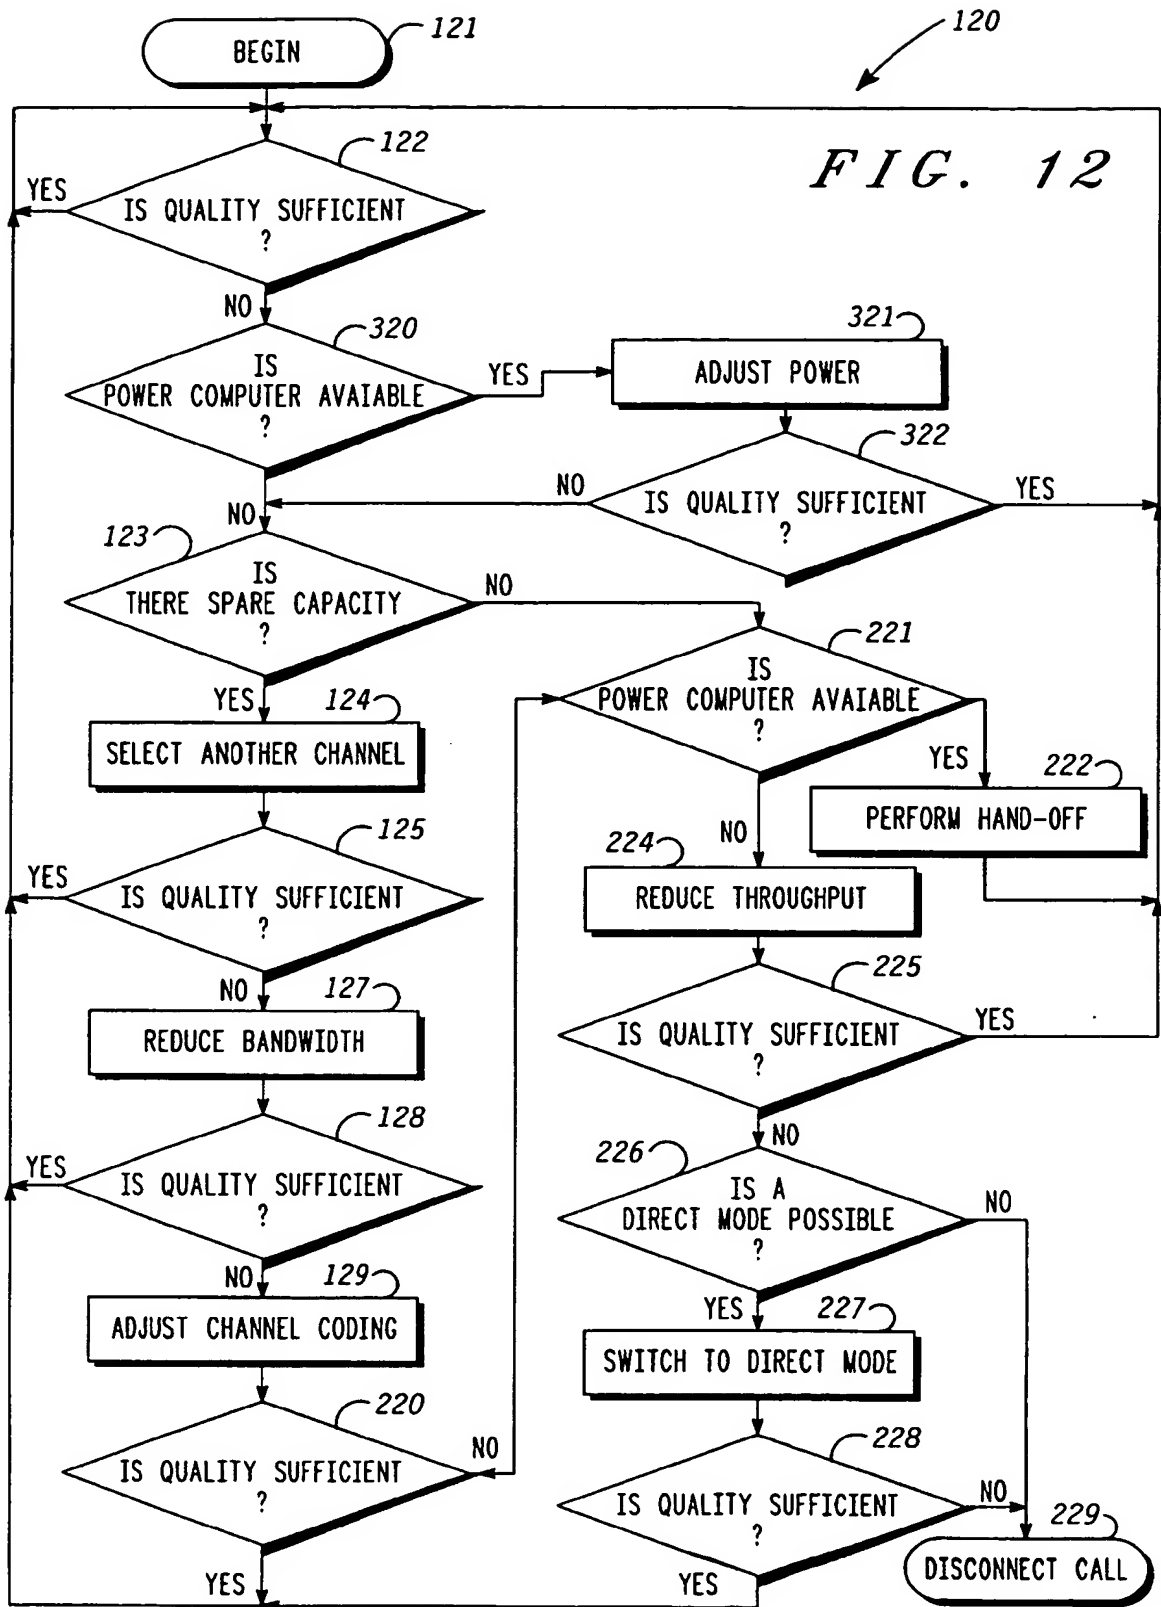 BEGIN
121
120
FIG. 12
122
YES
IS QUALITY SUFFICIENT
?
NO
320
IS
POWER COMPUTER AVAIABLE
?
YES
321
ADJUST POWER
322
NO
IS QUALITY SUFFICIENT
?
YES
NO
123
IS
THERE SPARE CAPACITY
?
NO
YES
124
SELECT ANOTHER CHANNEL
221
IS
POWER COMPUTER AVAIABLE
?
YES
222
PERFORM HAND-OFF
NO
125
YES
IS QUALITY SUFFICIENT
?
NO
224
REDUCE THROUGHPUT
127
REDUCE BANDWIDTH
225
IS QUALITY SUFFICIENT
?
YES
NO
128
YES
IS QUALITY SUFFICIENT
?
NO
226
IS A
DIRECT MODE POSSIBLE
?
NO
YES
129
ADJUST CHANNEL CODING
227
SWITCH TO DIRECT MODE
220
IS QUALITY SUFFICIENT
?
NO
YES
228
IS QUALITY SUFFICIENT
?
NO
YES
229
DISCONNECT CALL